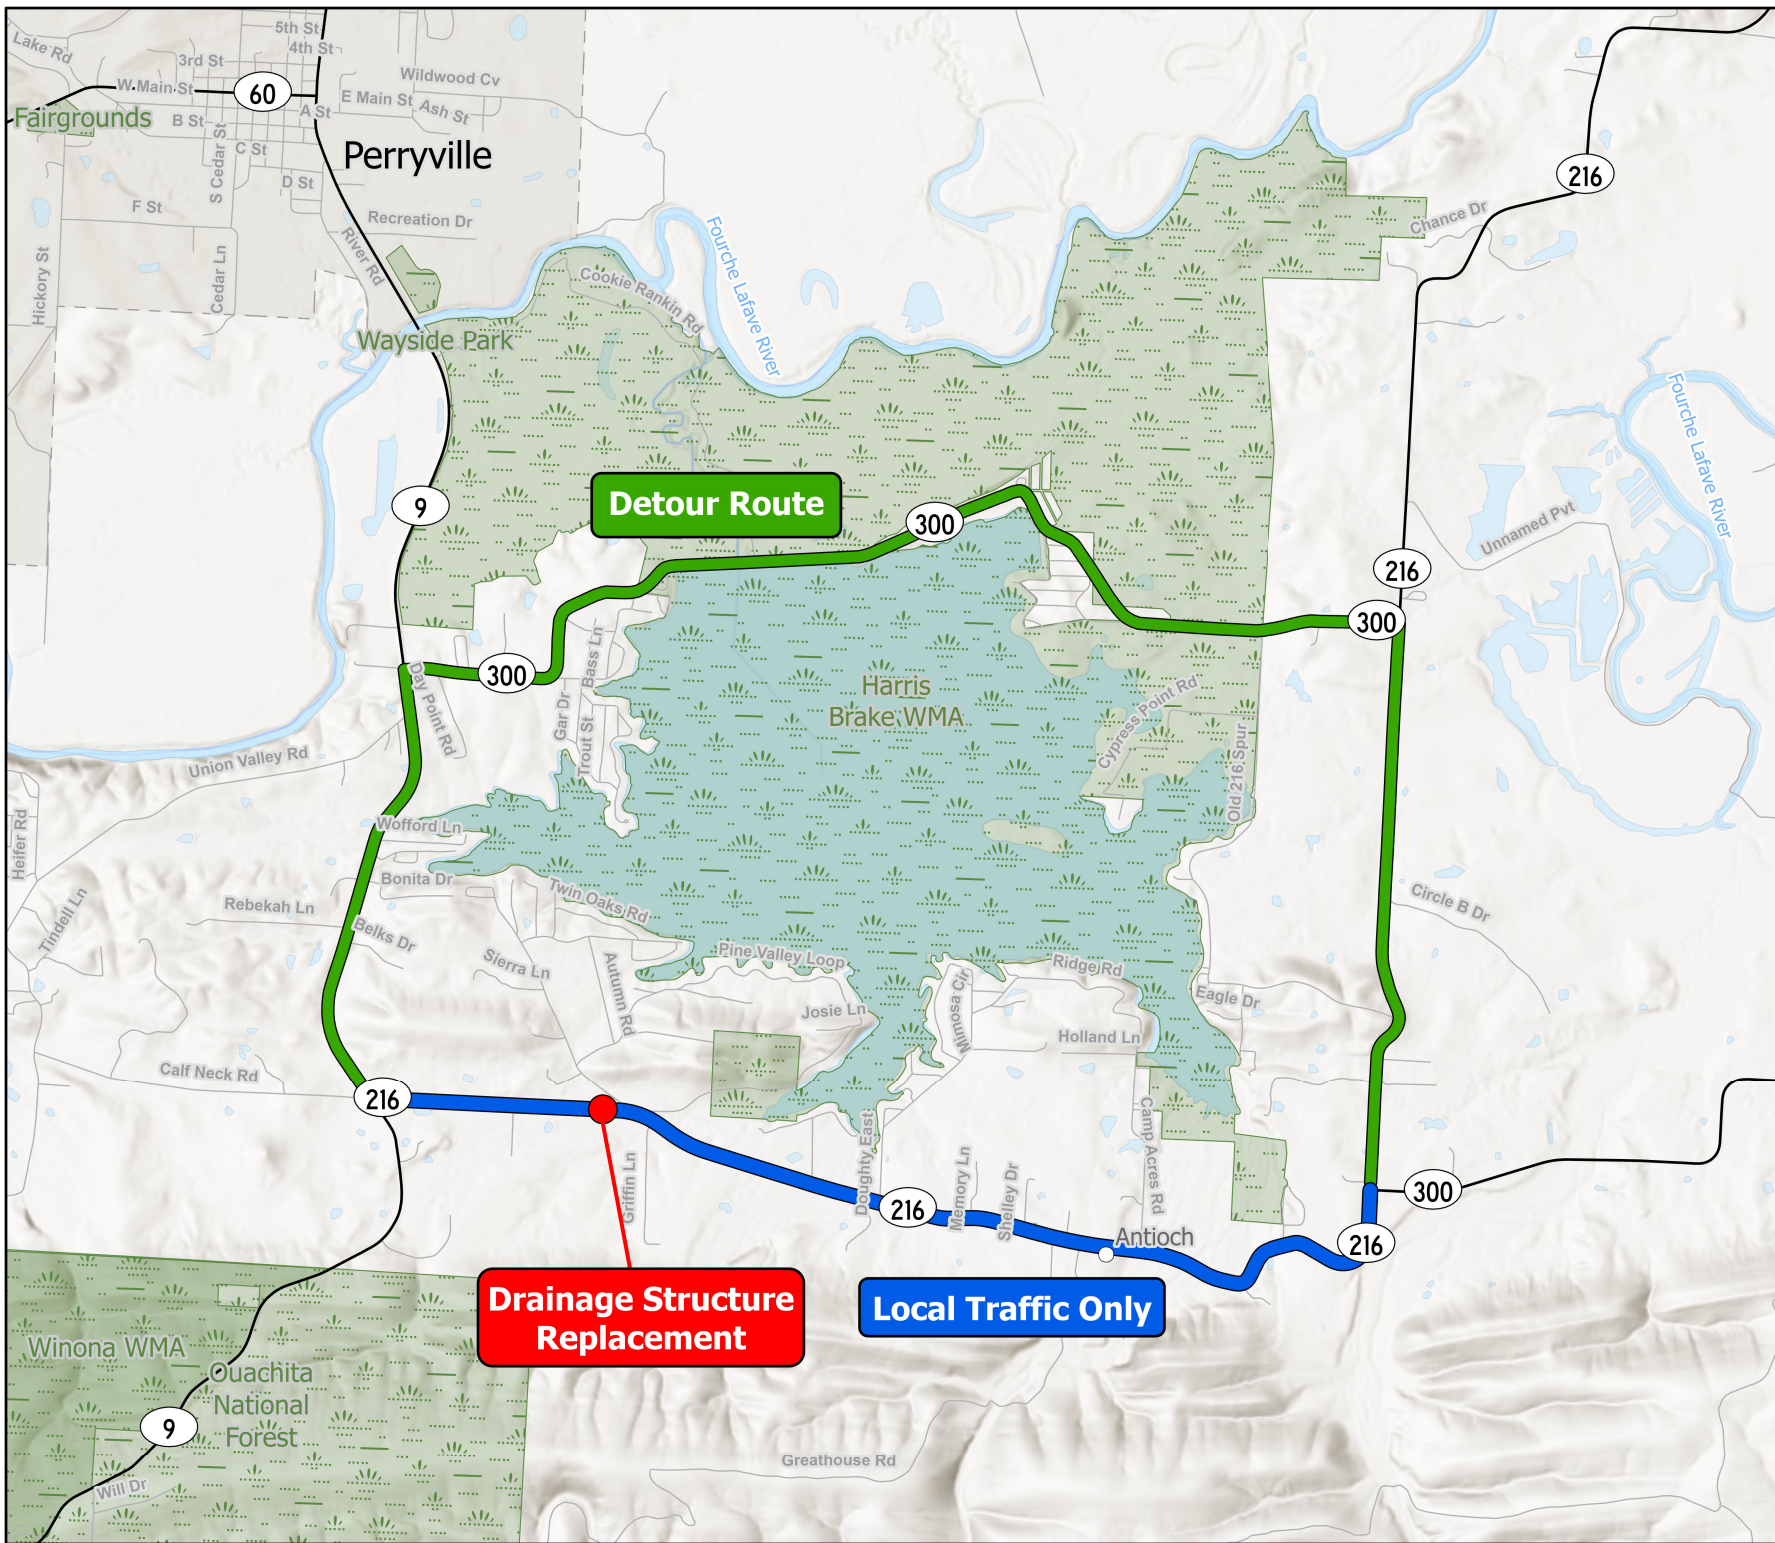 5th St
4th St
Lake Rd
3rd St
W Main St
60
Wildwood Cv
E Main St
Ash St
Fairgrounds
B St
A St
S Cedar St
C St
Perryville
D St
F St
Recreation Dr
River Rd
Hickory St
Cedar Ln
Cookie Rankin Rd
Fourche Lafave River
216
Chance Dr
Wayside Park
Fourche Lafave River
9
Detour Route
300
Unnamed Pvt
216
300
300
Day Point Rd
Bass Ln
Gar Dr
Trout St
Harris
Brake WMA
Cypress Point Rd
Old 216 Spur
Union Valley Rd
Wofford Ln
Heifer Rd
Bonita Dr
Twin Oaks Rd
Rebekah Ln
Belks Dr
Tindell Ln
Circle B Dr
Sierra Ln
Autumn Rd
Pine Valley Loop
Ridge Rd
Josie Ln
Mimosa Cir
Eagle Dr
Holland Ln
Calf Neck Rd
216
Griffin Ln
Doughty East
Camp Acres Rd
Memory Ln
Shelley Dr
216
300
Antioch
216
Drainage Structure
Replacement
Local Traffic Only
Winona WMA
Ouachita
National
Forest
9
Will Dr
Greathouse Rd